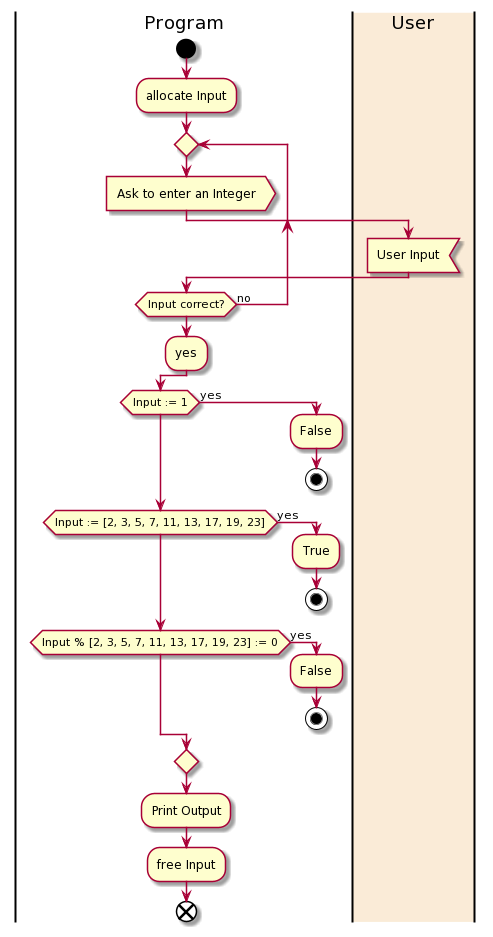 Program
User
allocate Input
Ask to enter an Integer
User Input
Input correct?
no
yes
Input := 1
yes
False
Input := [2, 3, 5, 7, 11, 13, 17, 19, 23]
yes
True
Input % [2, 3, 5, 7, 11, 13, 17, 19, 23] := 0
yes
False
Print Output
free Input